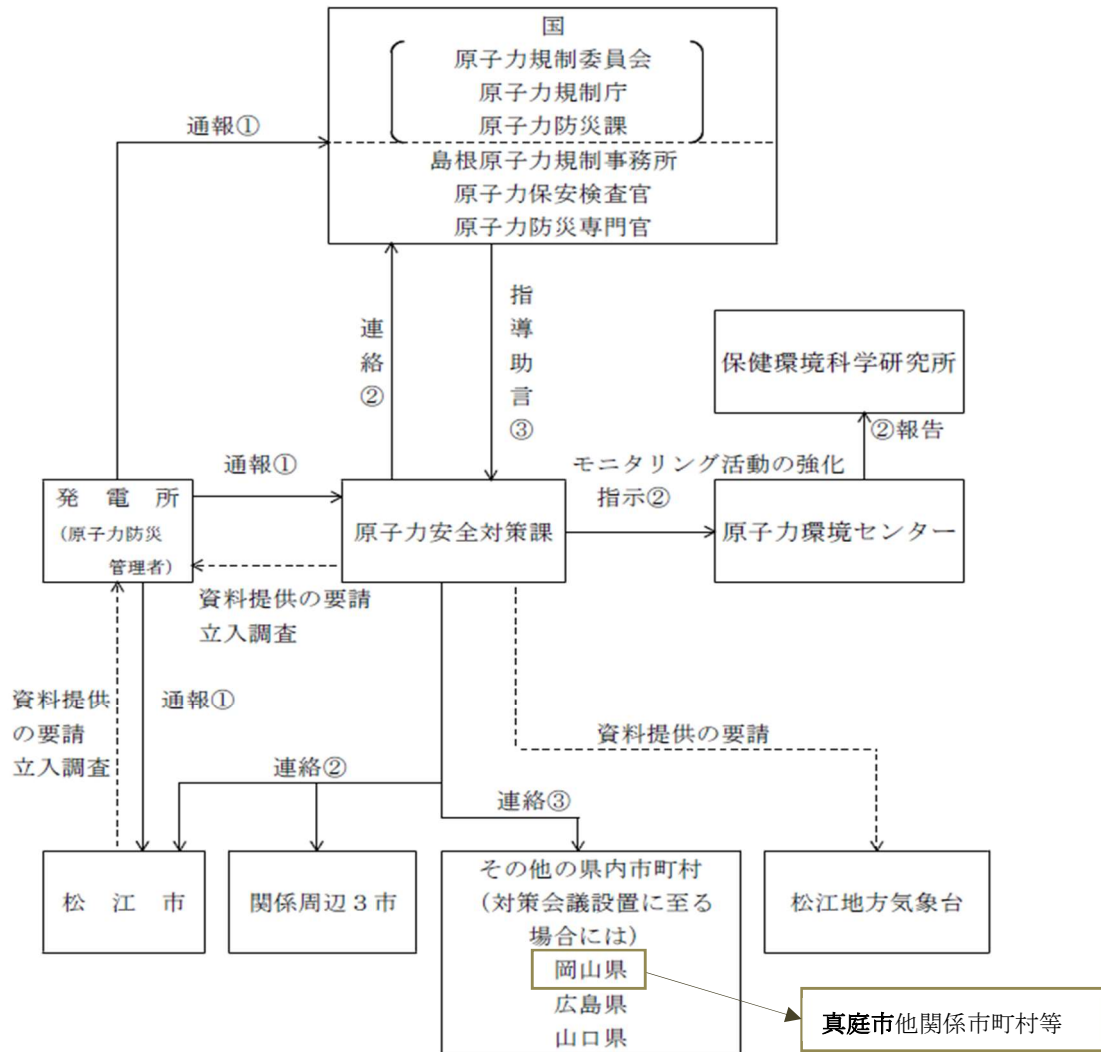 国
原子力規制委員会
原子力規制庁
原子力防災課
島根原子力規制事務所
原子力保安検査官
原子力防災専門官
通報①
連絡②
指導助言③
保健環境科学研究所
②報告
モニタリング活動の強化
指示②
通報①
発電所
(原子力防災
管理者)
原子力安全対策課
原子力環境センター
資料提供の要請
立入調査
資料提供
の要請
立入調査
通報①
資料提供の要請
連絡②
連絡③
松江市
関係周辺3市
その他の県内市町村
(対策会議設置に至る
場合には)
岡山県
広島県
山口県
松江地方気象台
真庭市他関係市町村等